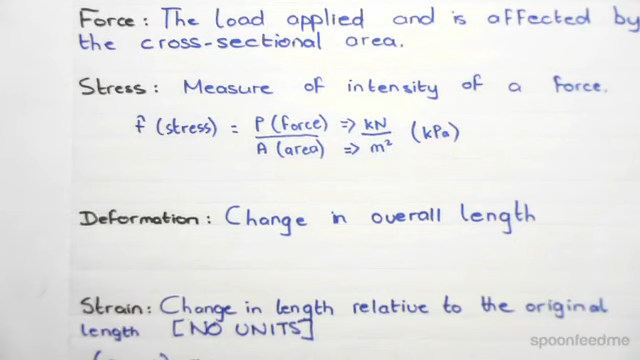 Force: The load applied and is affected by
the cross-sectional area.
Stress: Measure of intensity of a force.
f (stress) = P (force) => kN (kPa)
A (area) => m²
Deformation: Change in overall length
Strain: Change in length relative to the original
length [NO UNITS]
spoonfeedme